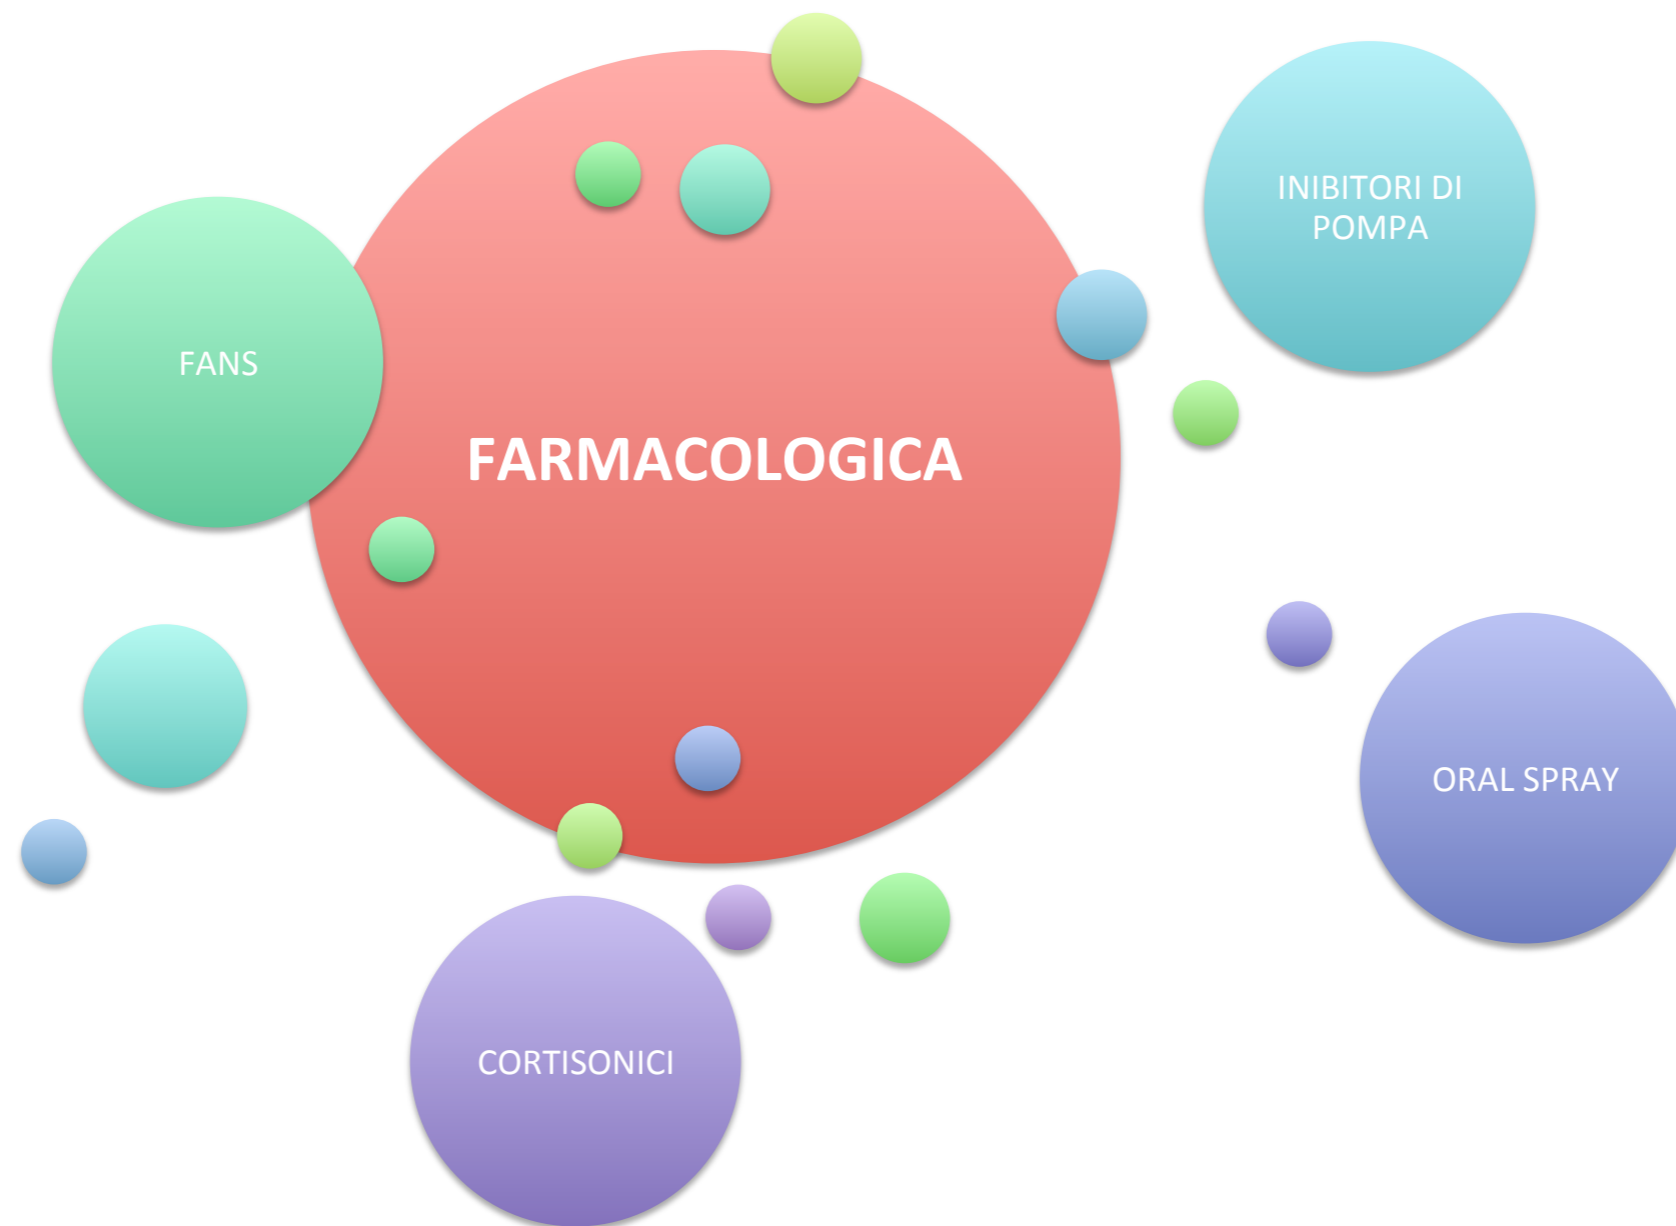 INIBITORI DI
POMPA
FANS
FARMACOLOGICA
ORAL SPRAY
CORTISONICI